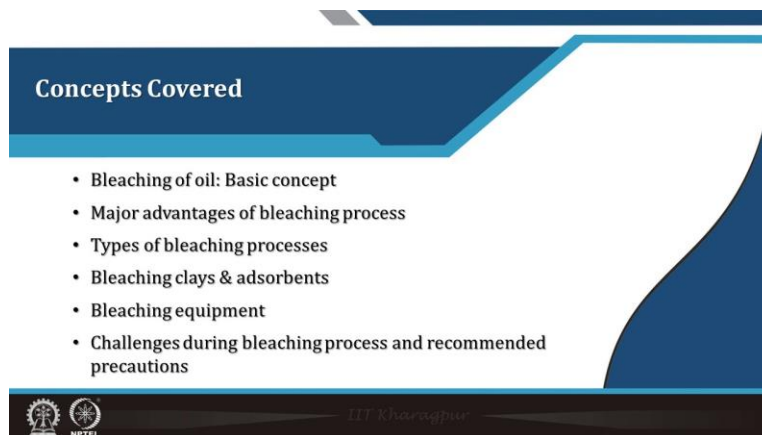 Concepts Covered
• Bleaching of oil: Basic concept
• Major advantages of bleaching process
• Types of bleaching processes
• Bleaching clays & adsorbents
• Bleaching equipment
• Challenges during bleaching process and recommended
precautions
IIT Kharagpur
NPTEL